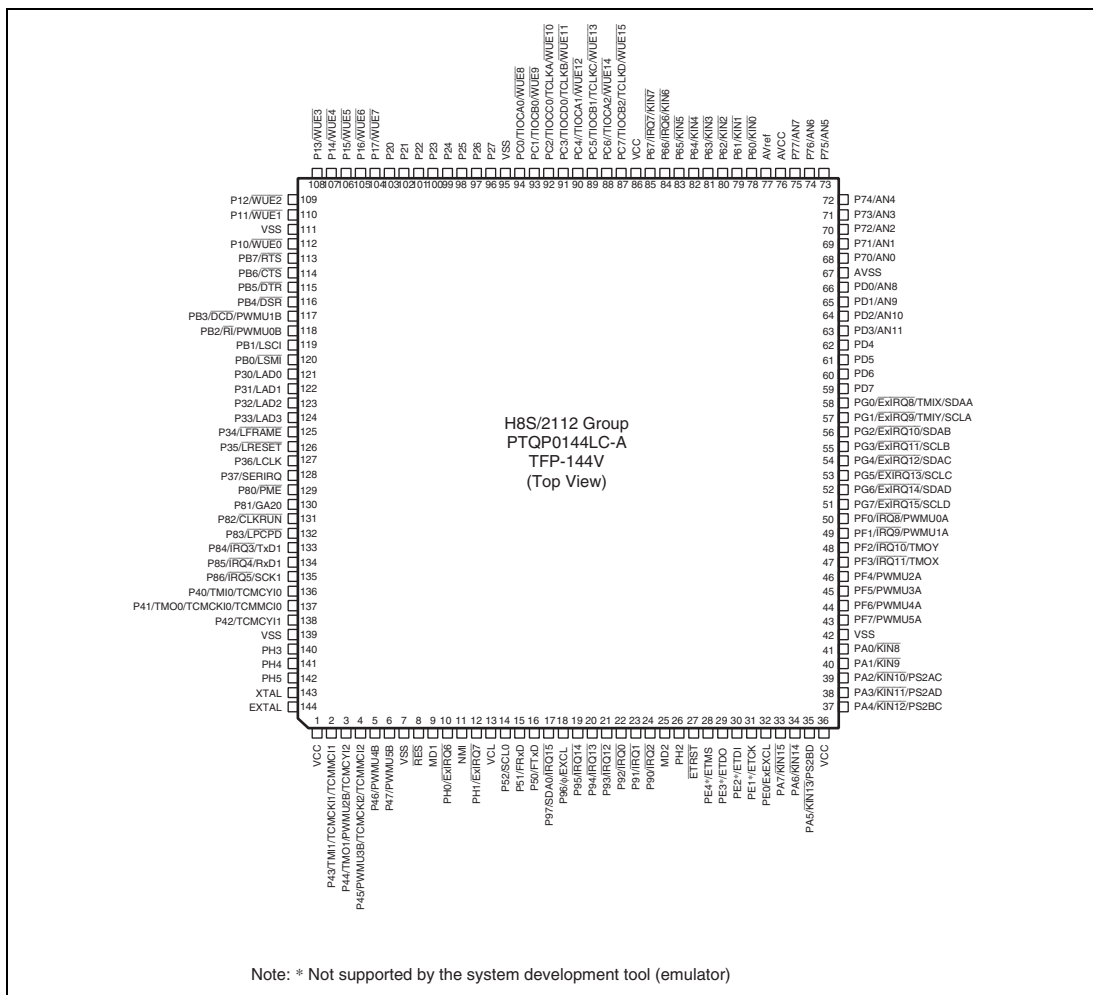 P13/WUE3
P14/WUE4
P15/WUE5
P16/WUE6
P17/WUE7
P20
P21
P22
P23
P24
P25
P26
P27
VSS
PC0/TIOCA0/WUE8
PC1/TIOCB0/WUE9
PC2/TIOCC0/TCLKA/WUE10
PC3/TIOCD0/TCLKB/WUE11
PC4//TIOCA1/WUE12
PC5/TIOCB1/TCLKC/WUE13
PC6//TIOCA2/WUE14
PC7/TIOCB2/TCLKD/WUE15
VCC
P67/IRQ7/KIN7
P66/IRQ6/KIN6
P65/KIN5
P64/KIN4
P63/KIN3
P62/KIN2
P61/KIN1
P60/KIN0
AVref
AVCC
P77/AN7
P76/AN6
P75/AN5
108 107 106 105 104 103 102 101 100 99 98 97 96 95 94 93 92 91 90 89 88 87 86 85 84 83 82 81 80 79 78 77 76 75 74 73
P12/WUE2 109
P11/WUE1 110
VSS 111
P10/WUE0 112
PB7/RTS 113
PB6/CTS 114
PB5/DTR 115
PB4/DSR 116
PB3/DCD/PWMU1B 117
PB2/RI/PWMU0B 118
PB1/LSCI 119
PB0/LSMI 120
P30/LAD0 121
P31/LAD1 122
P32/LAD2 123
P33/LAD3 124
P34/LFRAME 125
P35/LRESET 126
P36/LCLK 127
P37/SERIRQ 128
P80/PME 129
P81/GA20 130
P82/CLKRUN 131
P83/LPCPD 132
P84/IRQ3/TxD1 133
P85/IRQ4/RxD1 134
P86/IRQ5/SCK1 135
P40/TMI0/TCMCYI0 136
P41/TMO0/TCMCKI0/TCMMCI0 137
P42/TCMCYI1 138
VSS 139
PH3 140
PH4 141
PH5 142
XTAL 143
EXTAL 144
H8S/2112 Group
PTQP0144LC-A
TFP-144V
(Top View)
72 P74/AN4
71 P73/AN3
70 P72/AN2
69 P71/AN1
68 P70/AN0
67 AVSS
66 PD0/AN8
65 PD1/AN9
64 PD2/AN10
63 PD3/AN11
62 PD4
61 PD5
60 PD6
59 PD7
58 PG0/ExIRQ8/TMIX/SDAA
57 PG1/ExIRQ9/TMIY/SCLA
56 PG2/ExIRQ10/SDAB
55 PG3/ExIRQ11/SCLB
54 PG4/ExIRQ12/SDAC
53 PG5/EXIRQ13/SCLC
52 PG6/ExIRQ14/SDAD
51 PG7/ExIRQ15/SCLD
50 PF0/IRQ8/PWMU0A
49 PF1/IRQ9/PWMU1A
48 PF2/IRQ10/TMOY
47 PF3/IRQ11/TMOX
46 PF4/PWMU2A
45 PF5/PWMU3A
44 PF6/PWMU4A
43 PF7/PWMU5A
42 VSS
41 PA0/KIN8
40 PA1/KIN9
39 PA2/KIN10/PS2AC
38 PA3/KIN11/PS2AD
37 PA4/KIN12/PS2BC
1 2 3 4 5 6 7 8 9 10 11 12 13 14 15 16 17 18 19 20 21 22 23 24 25 26 27 28 29 30 31 32 33 34 35 36
VCC
P43/TMI1/TCMCKI1/TCMMCI1
P44/TMO1/PWMU2B/TCMCYI2
P45/PWMU3B/TCMCKI2/TCMMCI2
P46/PWMU4B
P47/PWMU5B
VSS
RES
MD1
PH0/ExIRQ6
NMI
PH1/ExIRQ7
VCL
P52/SCL0
P51/FRxD
P50/FTxD
P97/SDA0/IRQ15
P96/φ/EXCL
P95/IRQ14
P94/IRQ13
P93/IRQ12
P92/IRQ0
P91/IRQ1
P90/IRQ2
MD2
PH2
ETRST
PE4*/ETMS
PE3*/ETDO
PE2*/ETDI
PE1*/ETCK
PE0/ExEXCL
PA7/KIN15
PA6/KIN14
PA5/KIN13/PS2BD
VCC
Note: * Not supported by the system development tool (emulator)